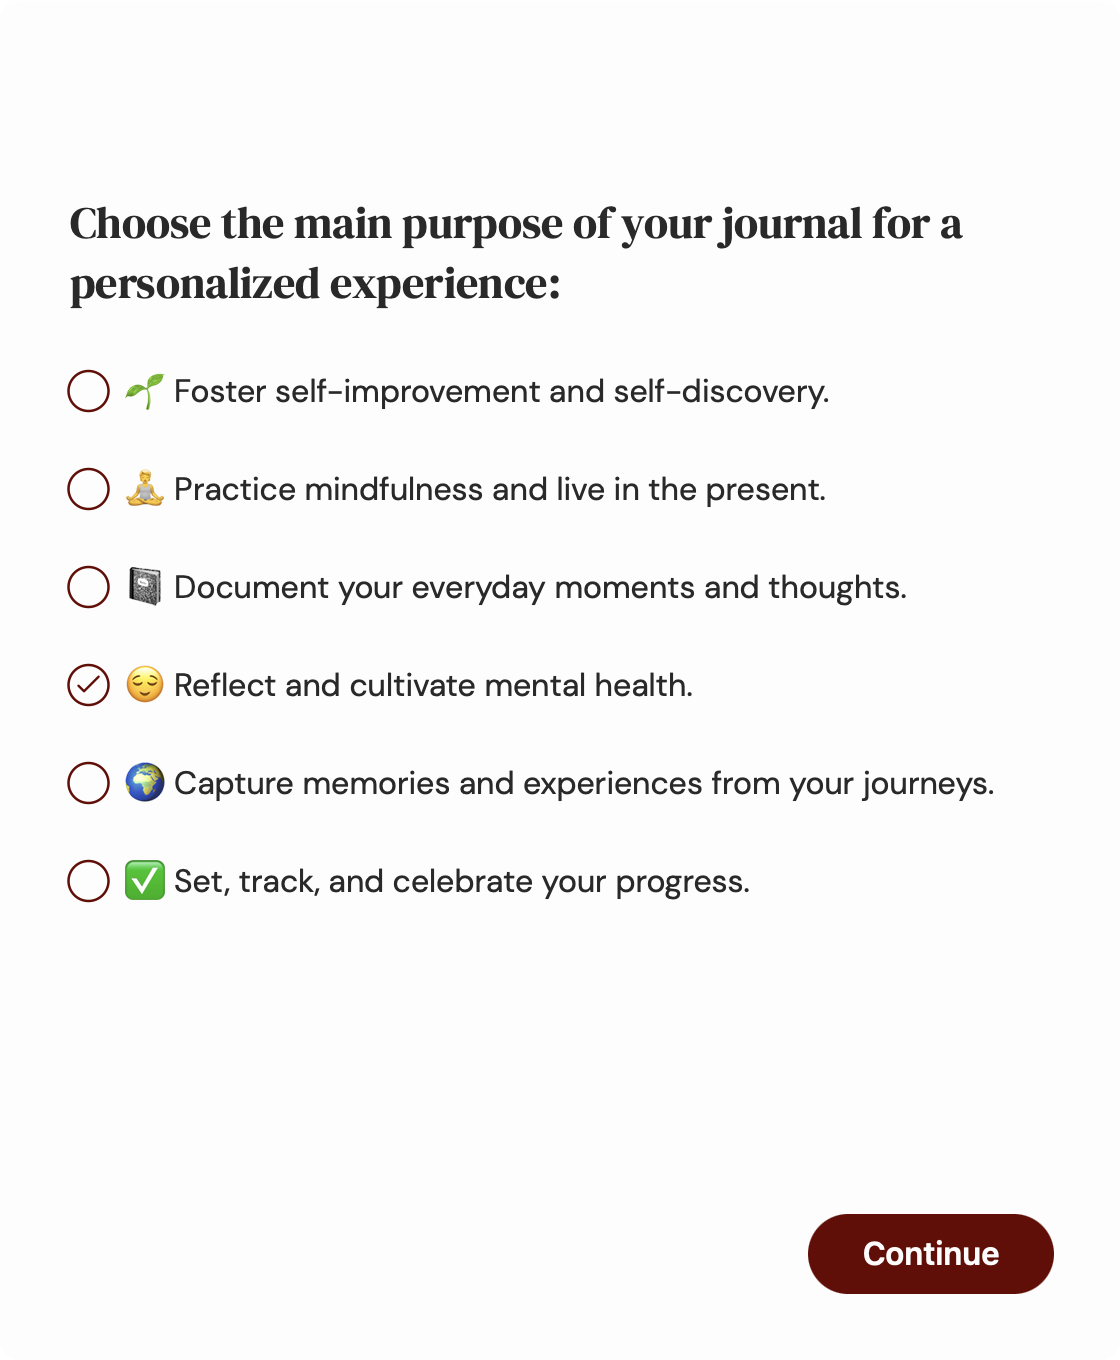 Choose the main purpose of your journal for a
personalized experience:
🌱 Foster self-improvement and self-discovery.
🧘 Practice mindfulness and live in the present.
📓 Document your everyday moments and thoughts.
😌 Reflect and cultivate mental health.
🌍 Capture memories and experiences from your journeys.
✅ Set, track, and celebrate your progress.
Continue